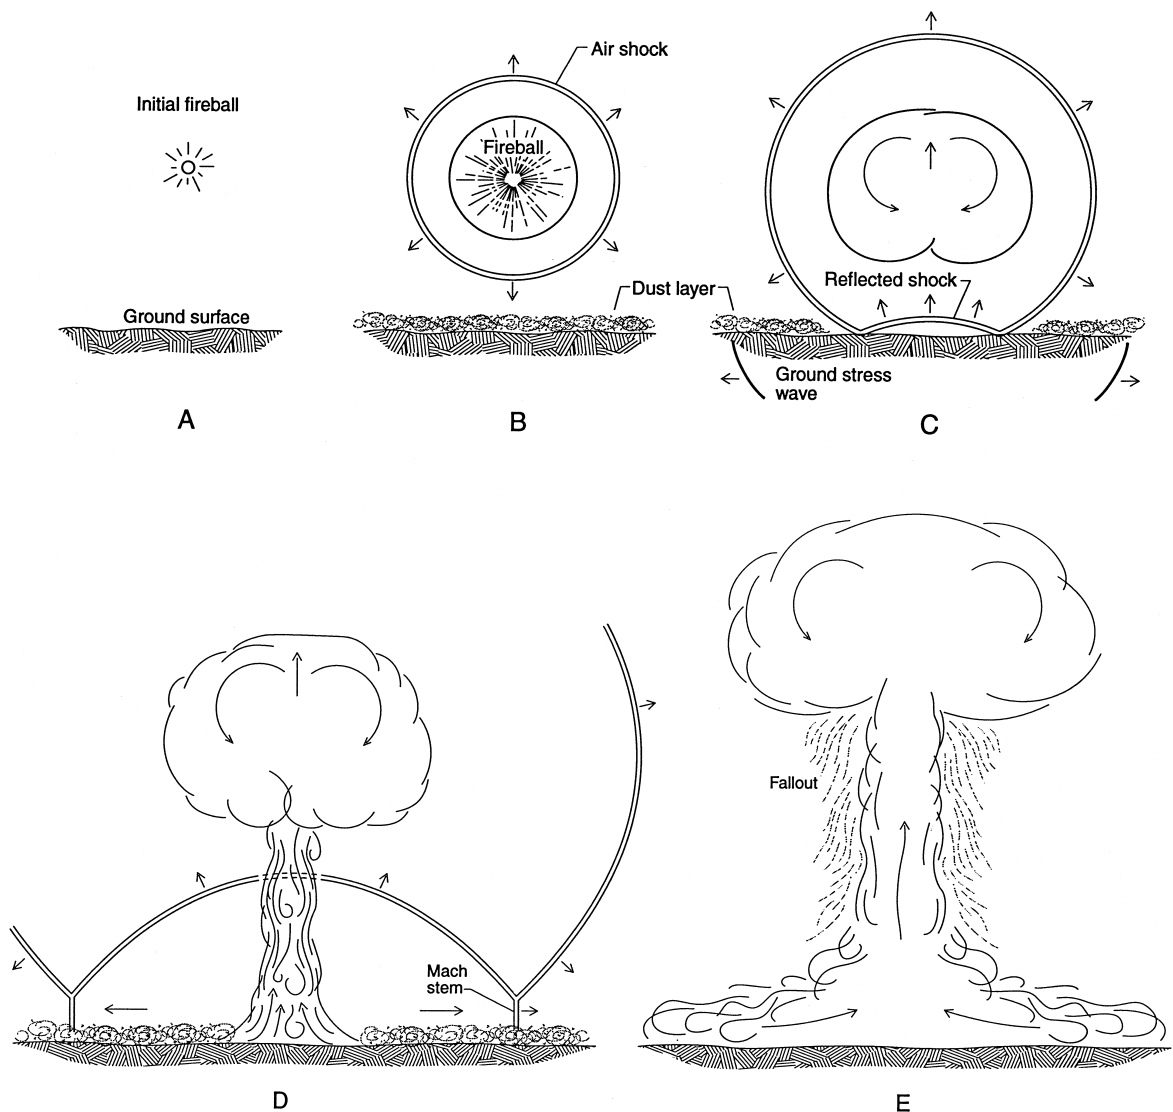 Initial fireball
Ground surface
A
Air shock
Fireball
Dust layer
B
Reflected shock
Ground stress
wave
C
Mach
stem
D
Fallout
E